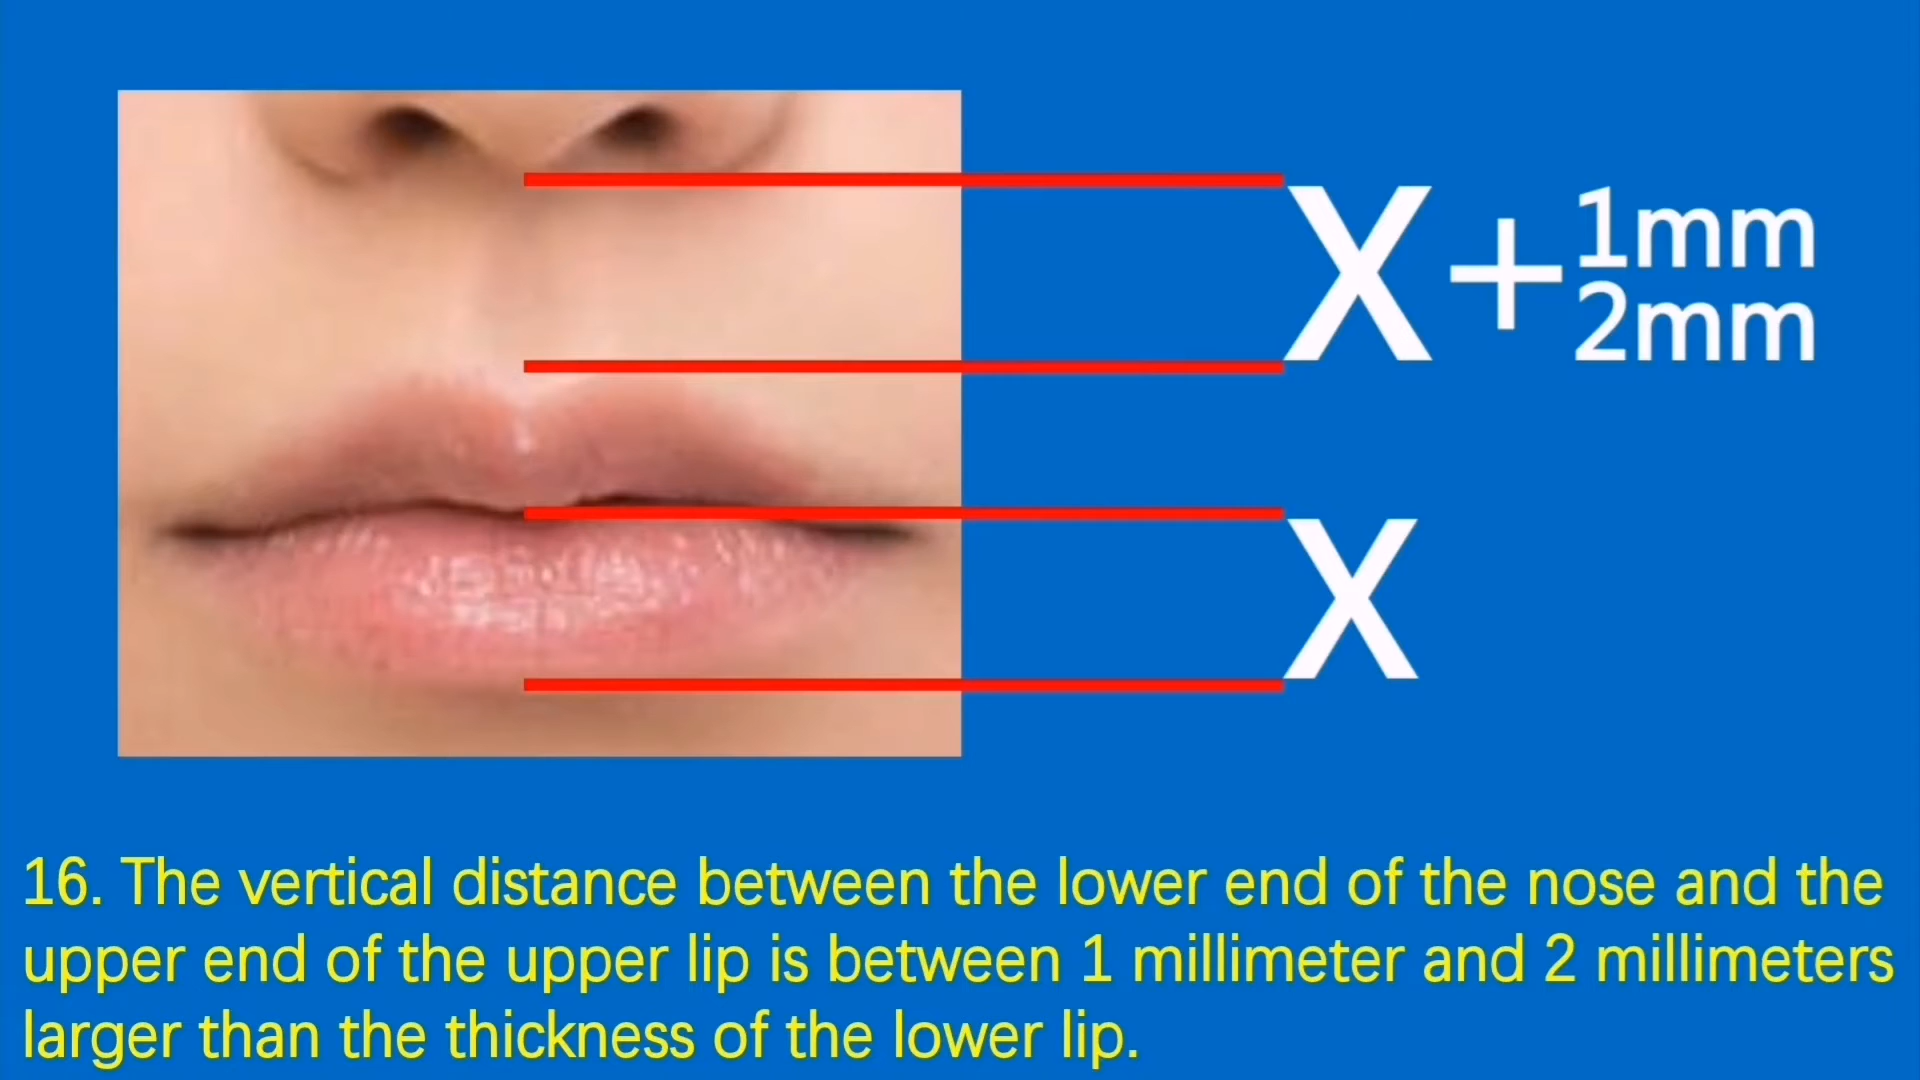 X+1mm
2mm
X
16. The vertical distance between the lower end of the nose and the
upper end of the upper lip is between 1 millimeter and 2 millimeters
larger than the thickness of the lower lip.